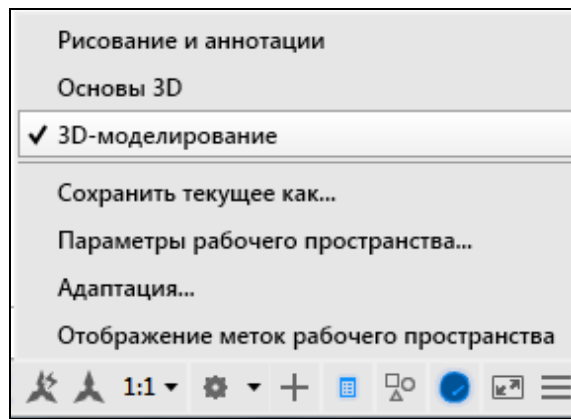 Рисование и аннотации
Основы 3D
3D-моделирование
Сохранить текущее как...
Параметры рабочего пространства...
Адаптация...
Отображение меток рабочего пространства
1:1